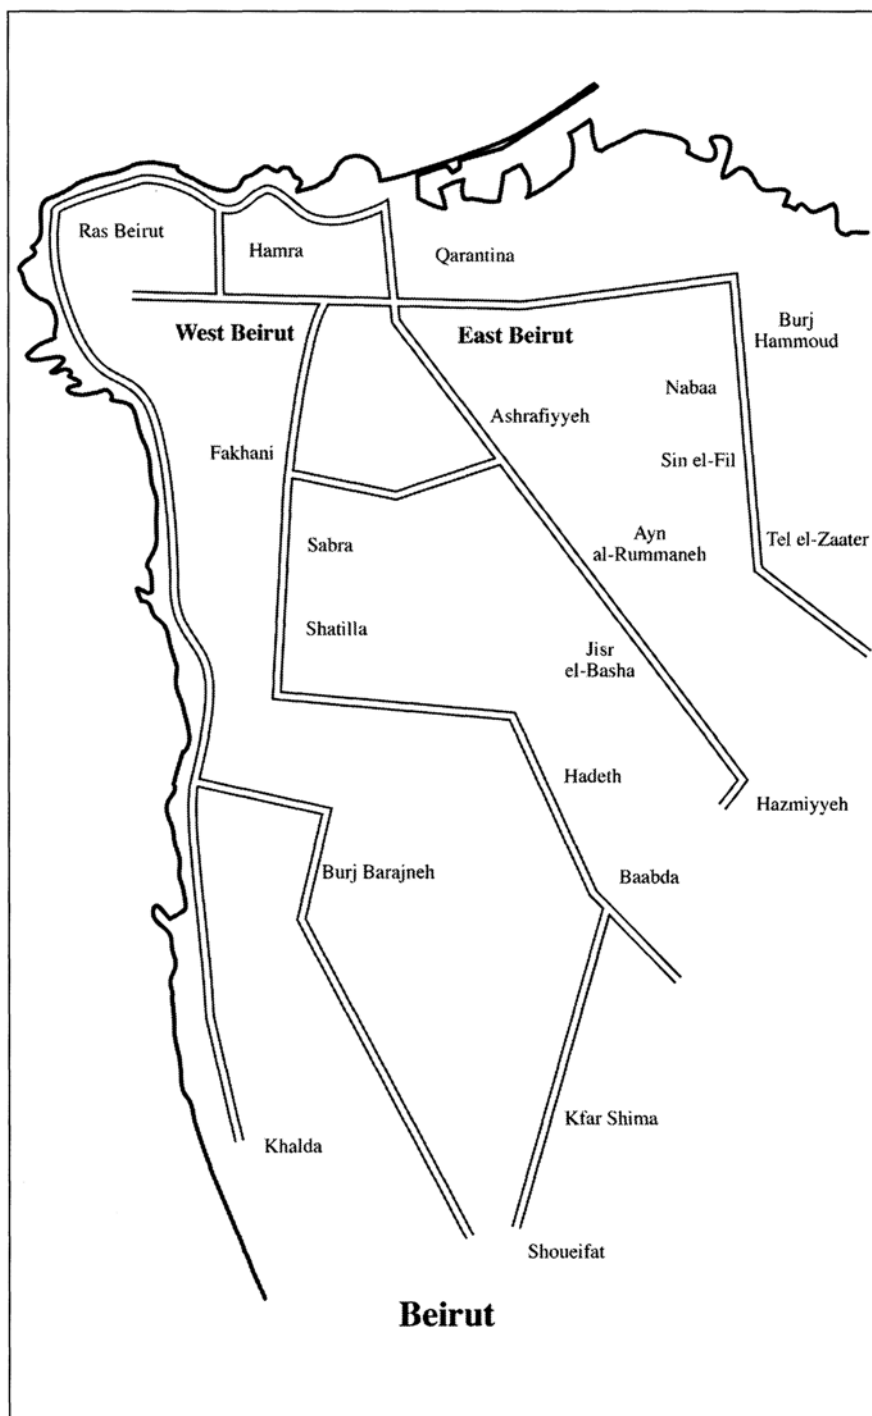 Ras Beirut
Hamra
Qarantina
West Beirut
East Beirut
Burj
Hammoud
Nabaa
Ashrafiyyeh
Fakhani
Sin el-Fil
Sabra
Ayn
al-Rummaneh
Tel el-Zaater
Shatilla
Jisr
el-Basha
Hadeth
Hazmiyyeh
Burj Barajneh
Baabda
Kfar Shima
Khalda
Shoueifat
Beirut